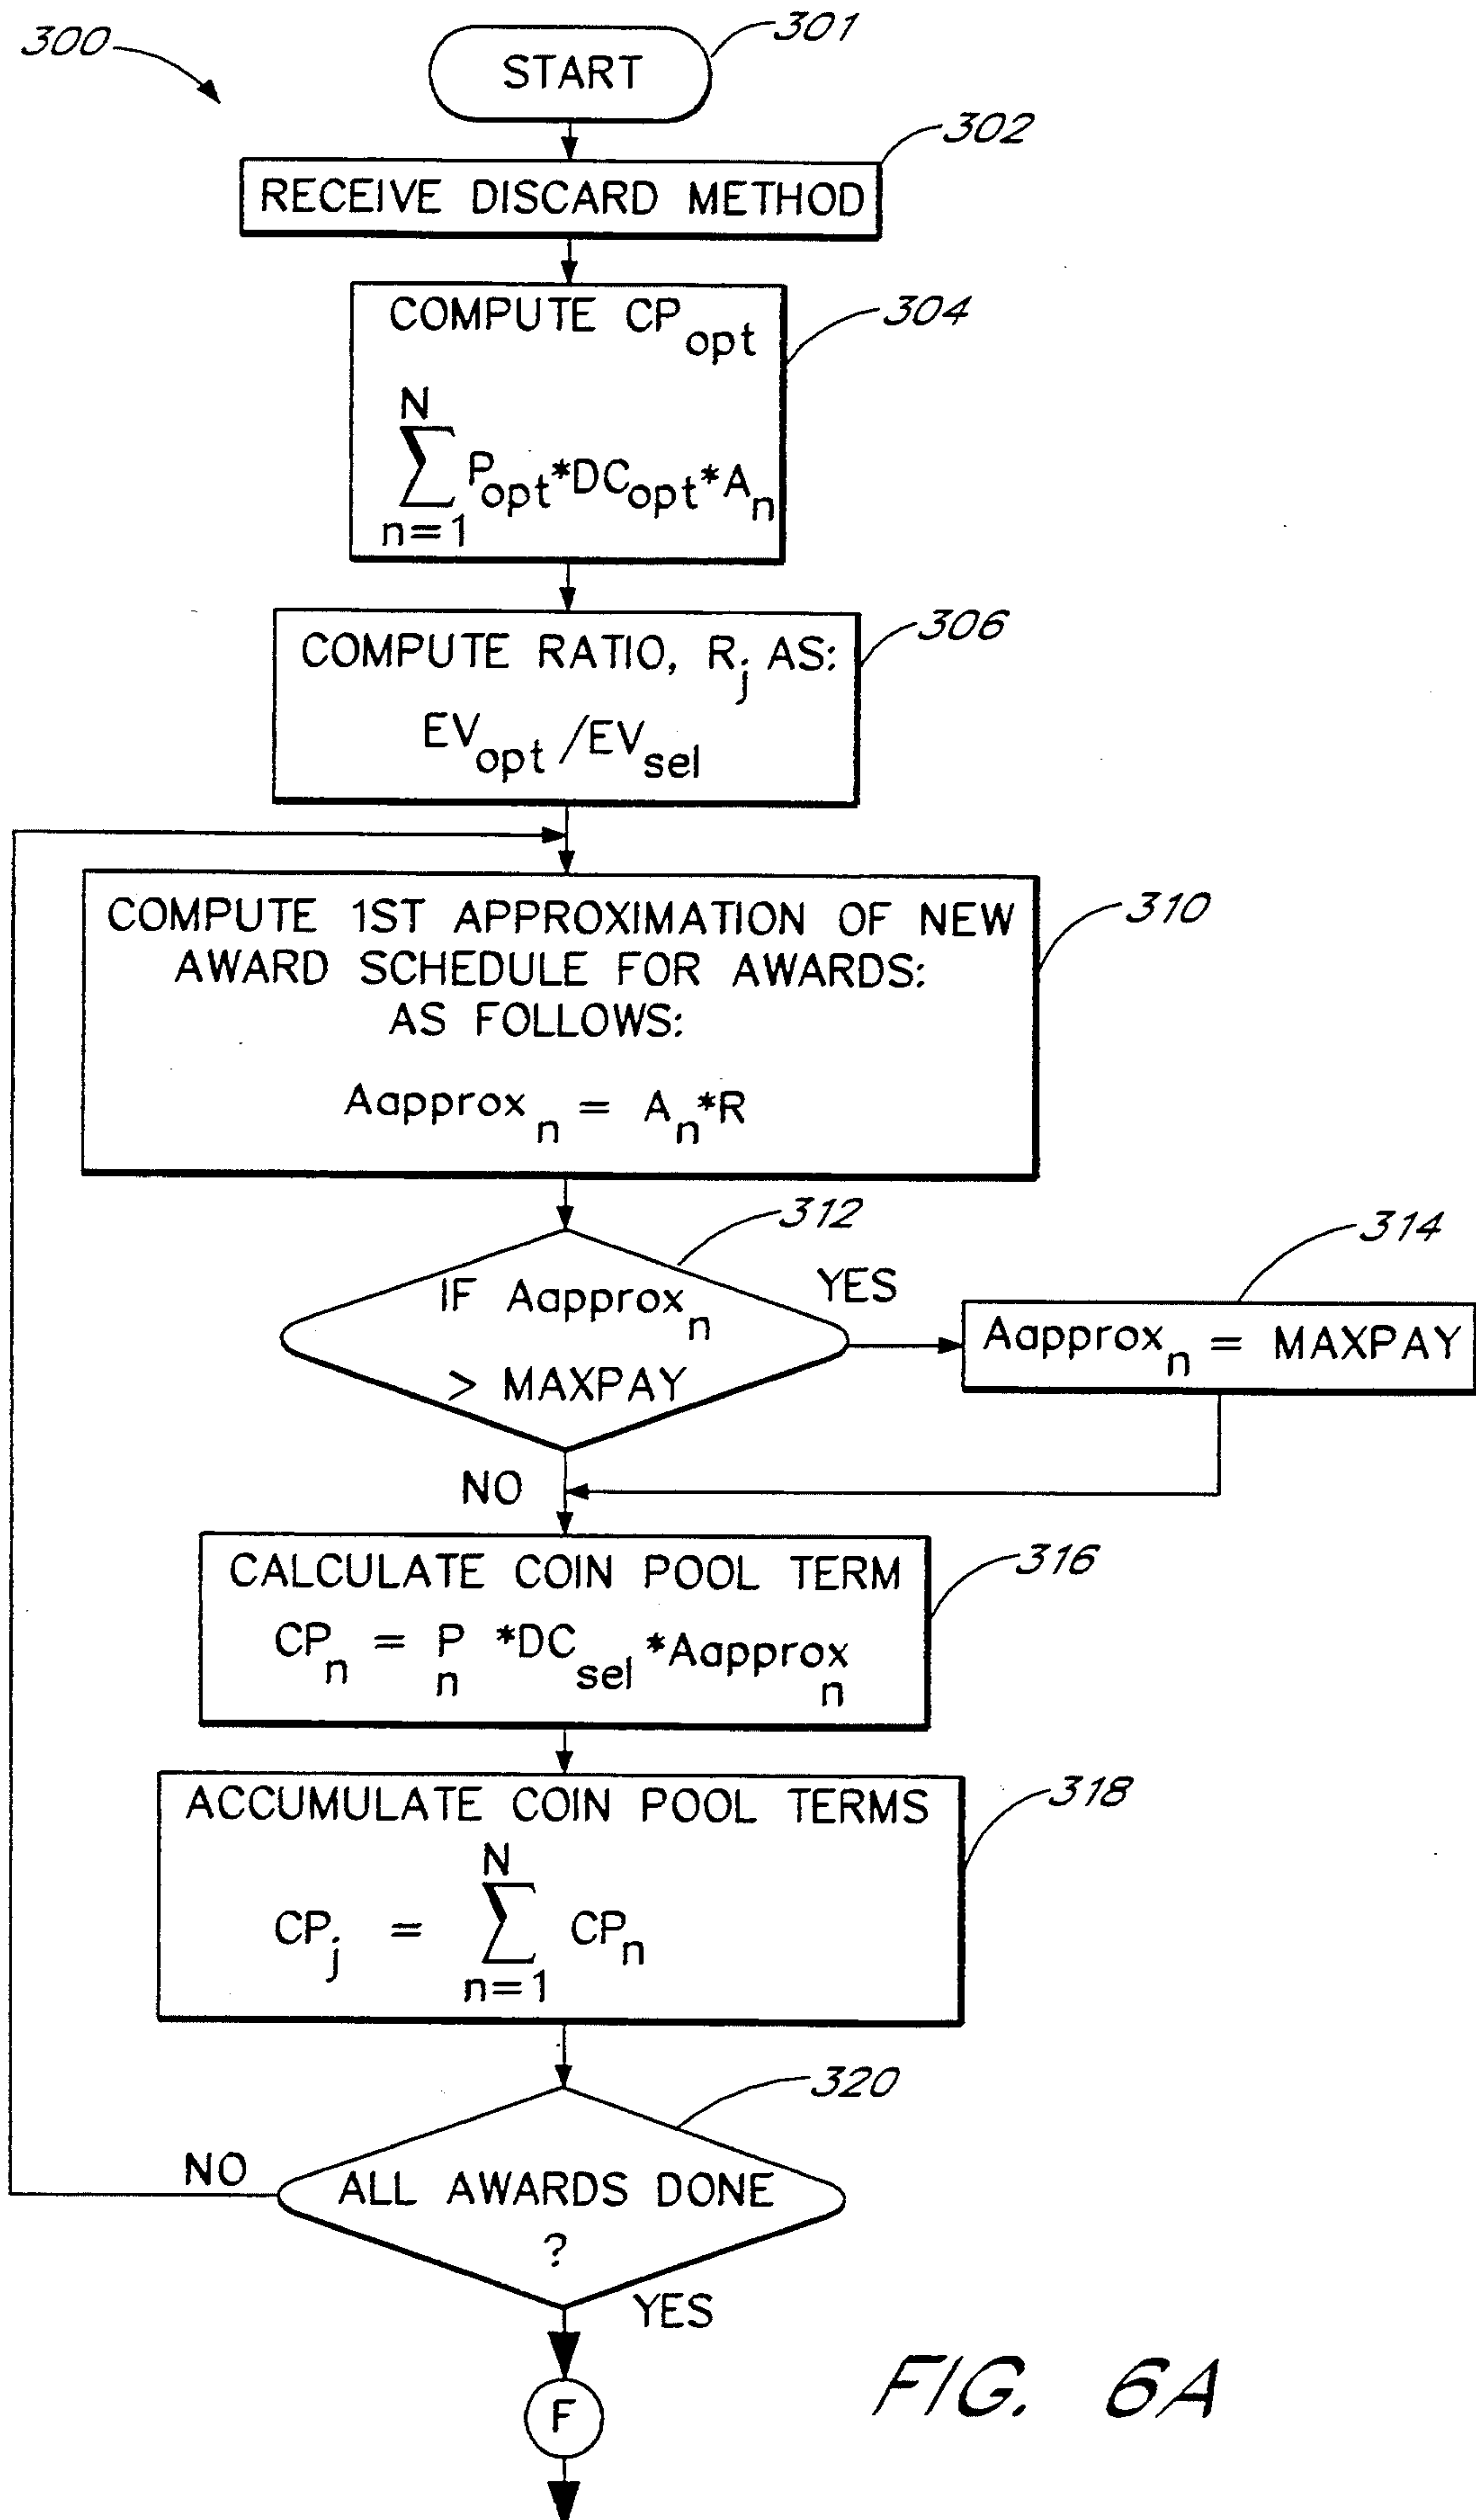 300
301
START
302
RECEIVE DISCARD METHOD
304
COMPUTE CP opt
N
∑ P opt *DC opt *A n
n=1
306
COMPUTE RATIO, R j AS:
EV opt /EV sel
310
COMPUTE 1ST APPROXIMATION OF NEW
AWARD SCHEDULE FOR AWARDS:
AS FOLLOWS:
Aapprox n = A n *R
312
IF Aapprox n
> MAXPAY
YES
314
Aapprox n = MAXPAY
NO
316
CALCULATE COIN POOL TERM
CP n = P n *DC sel *Aapprox n
318
ACCUMULATE COIN POOL TERMS
N
CP j = ∑ CP n
n=1
320
NO
ALL AWARDS DONE
?
YES
F
FIG. 6A